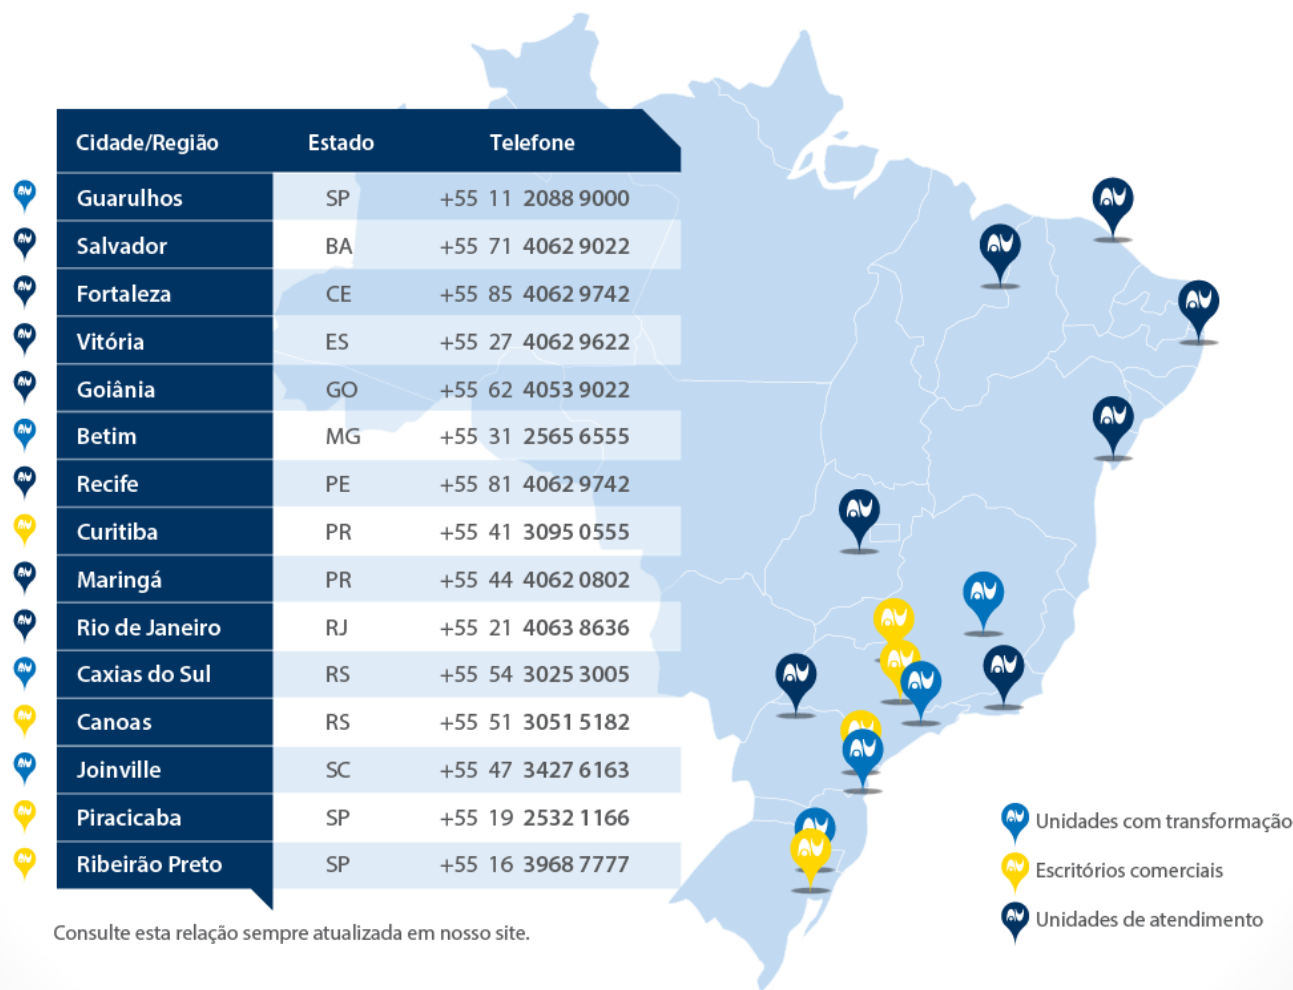 Cidade/Região Estado Telefone
Guarulhos SP +55 11 2088 9000
Salvador BA +55 71 4062 9022
Fortaleza CE +55 85 4062 9742
Vitória ES +55 27 4062 9622
Goiânia GO +55 62 4053 9022
Betim MG +55 31 2565 6555
Recife PE +55 81 4062 9742
Curitiba PR +55 41 3095 0555
Maringá PR +55 44 4062 0802
Rio de Janeiro RJ +55 21 4063 8636
Caxias do Sul RS +55 54 3025 3005
Canoas RS +55 51 3051 5182
Joinville SC +55 47 3427 6163
Piracicaba SP +55 19 2532 1166
Ribeirão Preto SP +55 16 3968 7777
Consulte esta relação sempre atualizada em nosso site.
Unidades com transformação
Escritórios comerciais
Unidades de atendimento